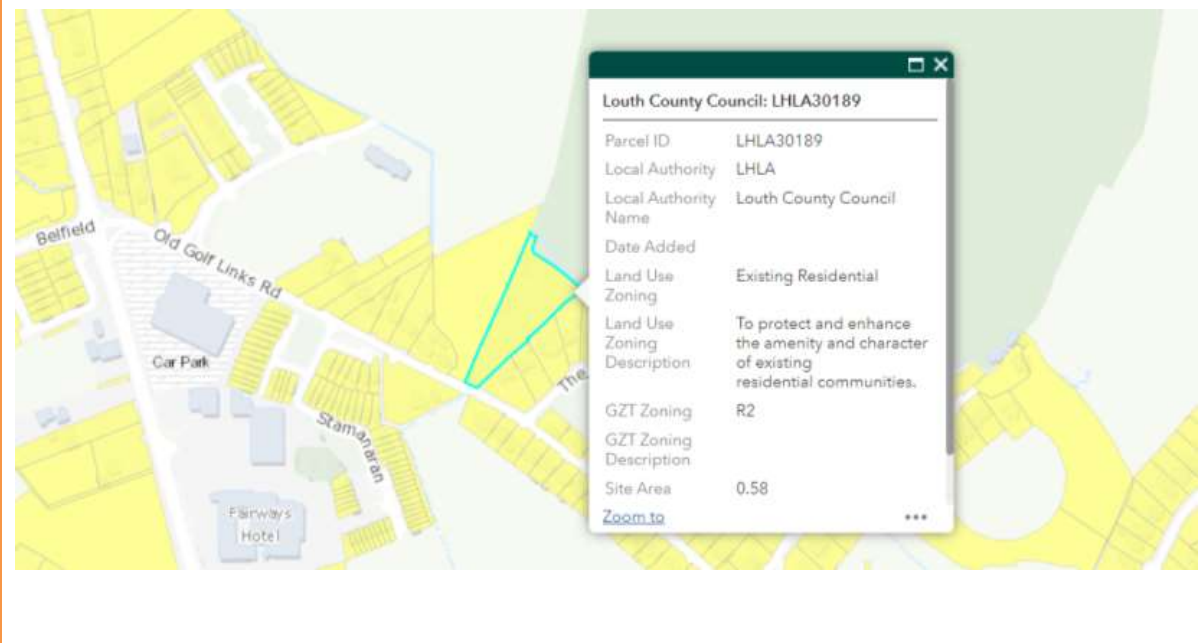 Belfield
Old Golf Links Rd
Car Park
Stamanaran
Fairways
Hotel
The
Louth County Council: LHLA30189
Parcel ID LHLA30189
Local Authority LHLA
Local Authority Louth County Council
Name
Date Added
Land Use Existing Residential
Zoning
Land Use To protect and enhance
Zoning the amenity and character
Description of existing
residential communities.
GZT Zoning R2
GZT Zoning
Description
Site Area 0.58
Zoom to